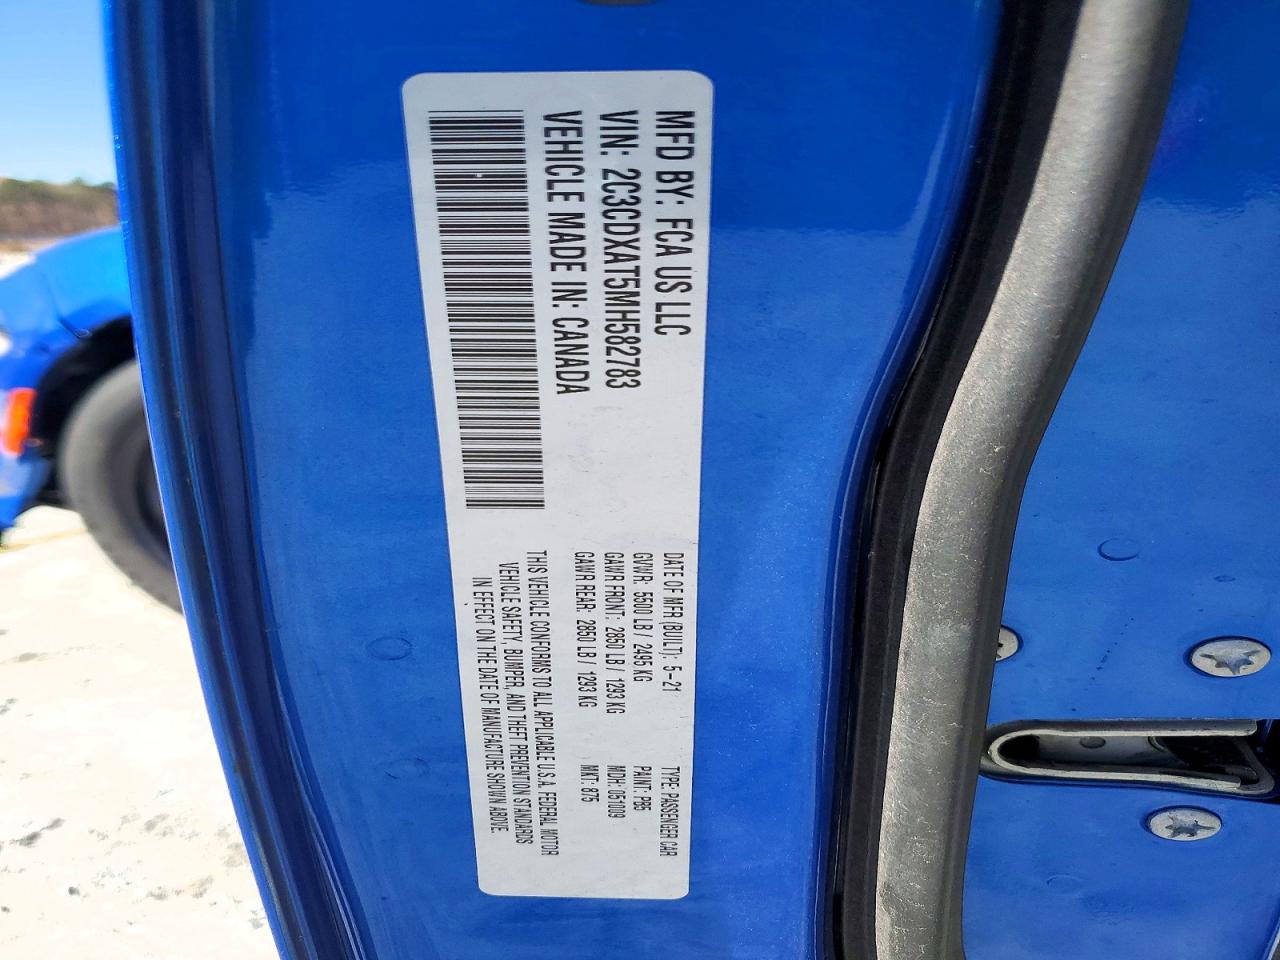 MFD BY: FCA US LLC
VIN: 2C3CDXAT5MH582783
VEHICLE MADE IN: CANADA
DATE OF MFR (BUILT): 5-21 TYPE: PASSENGER CAR
GVWR: 5500 LB / 2495 KG PAINT: PB5
GAWR FRONT: 2850 LB / 1293 KG MDH: 051009
GAWR REAR: 2850 LB / 1293 KG MKT: 875
THIS VEHICLE CONFORMS TO ALL APPLICABLE U.S.A. FEDERAL MOTOR
VEHICLE SAFETY, BUMPER, AND THEFT PREVENTION STANDARDS
IN EFFECT ON THE DATE OF MANUFACTURE SHOWN ABOVE.